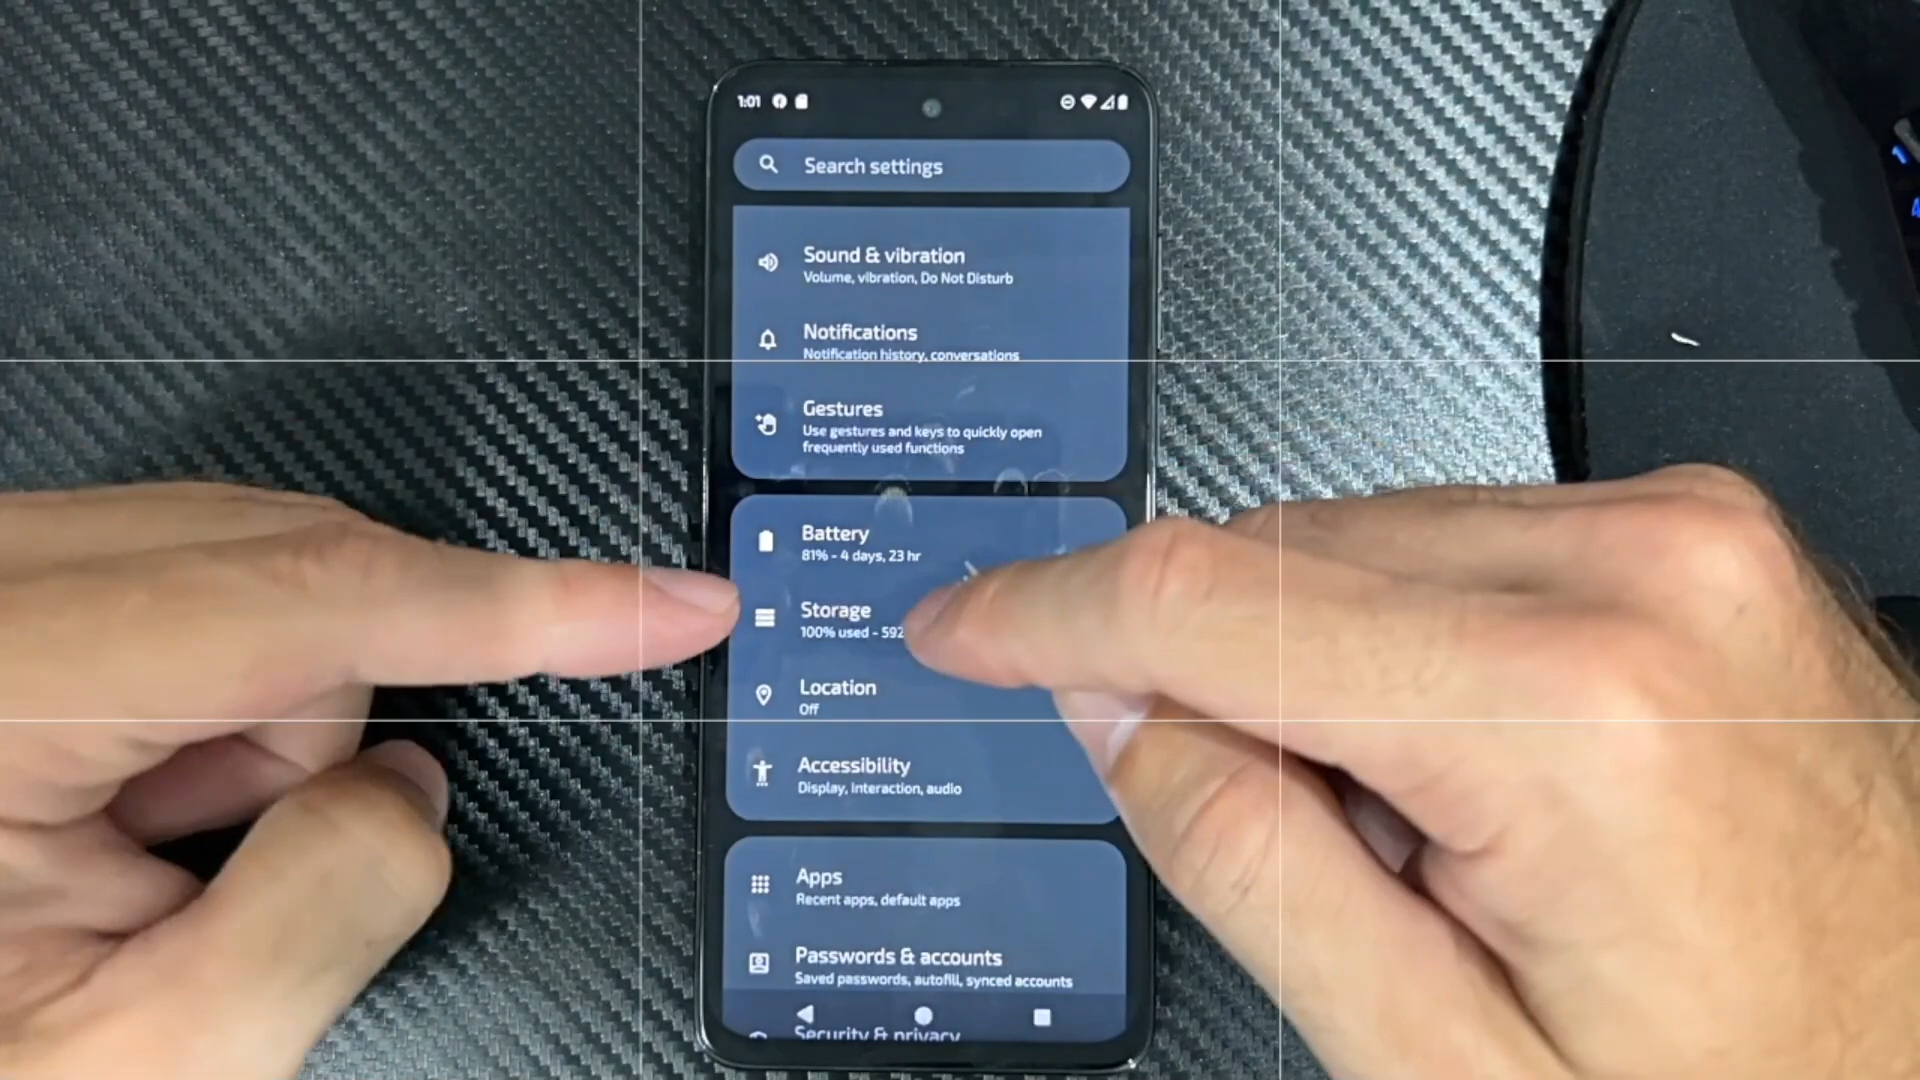 1:01
Search settings
Sound & vibration
Volume, vibration, Do Not Disturb
Notifications
Notification history, conversations
Gestures
Use gestures and keys to quickly open
frequently used functions
Battery
81% - 4 days, 23 hr
Storage
100% used - 592
Location
Off
Accessibility
Display, interaction, audio
Apps
Recent apps, default apps
Passwords & accounts
Saved passwords, autofill, synced accounts
Security & privacy